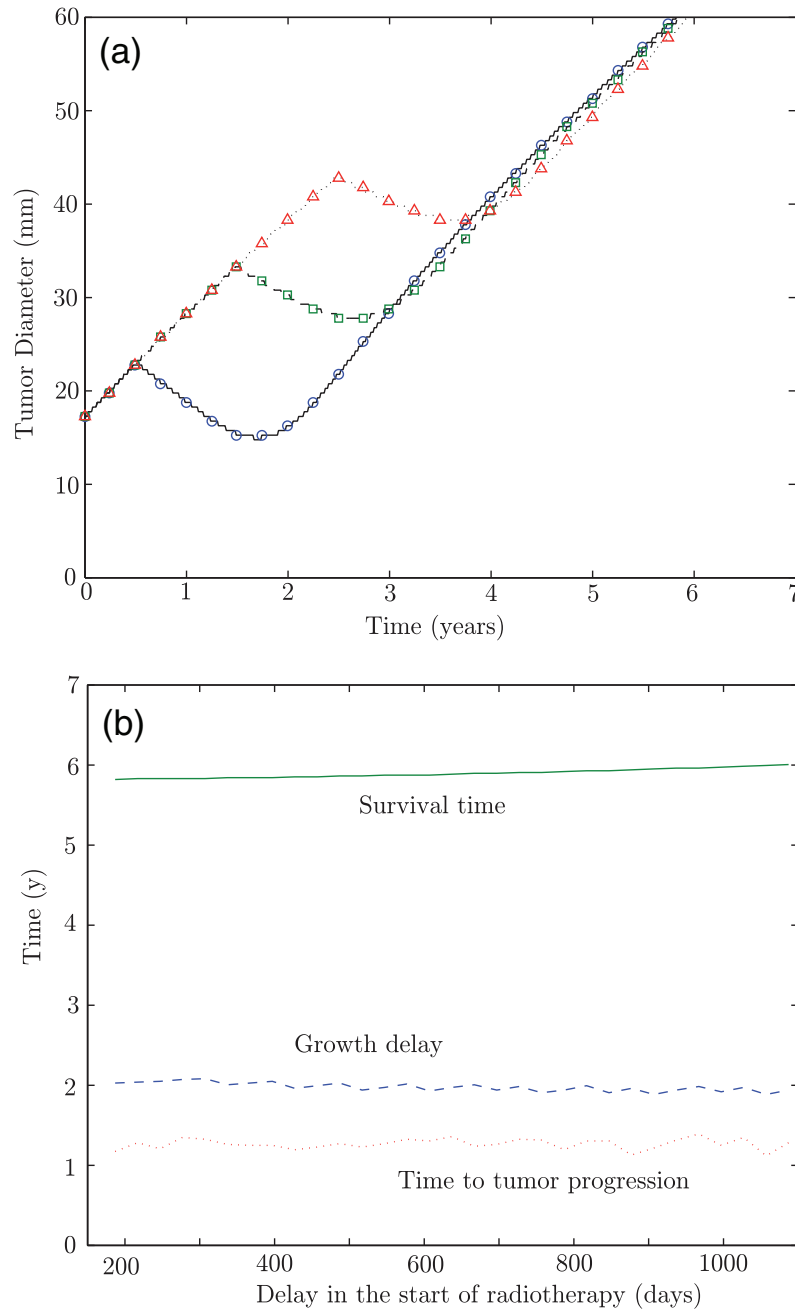 (a)
60
50
40
30
20
10
0
Tumor Diameter (mm)
0 1 2 3 4 5 6 7
Time (years)
(b)
7
6
5
4
3
2
1
0
Time (y)
Survival time
Growth delay
Time to tumor progression
200 400 600 800 1000
Delay in the start of radiotherapy (days)